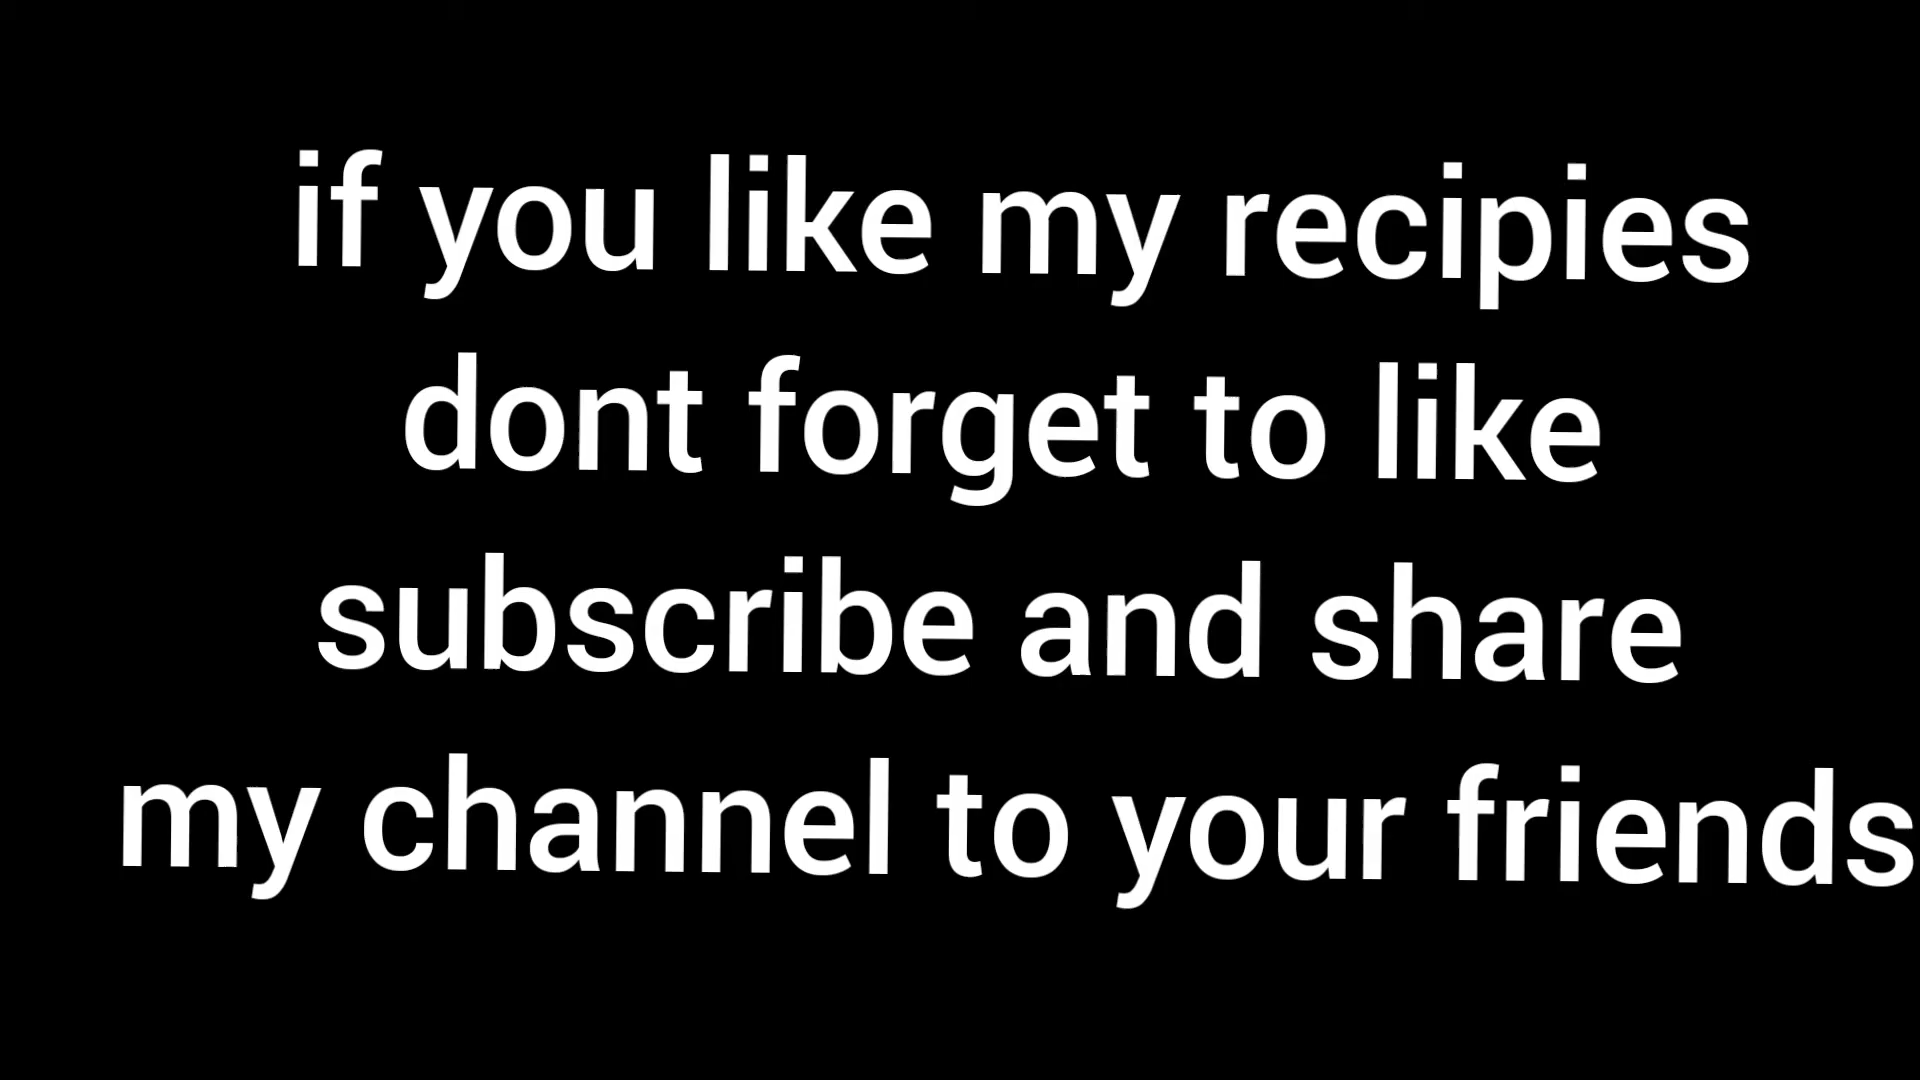 if you like my recipies
dont forget to like
subscribe and share
my channel to your friends